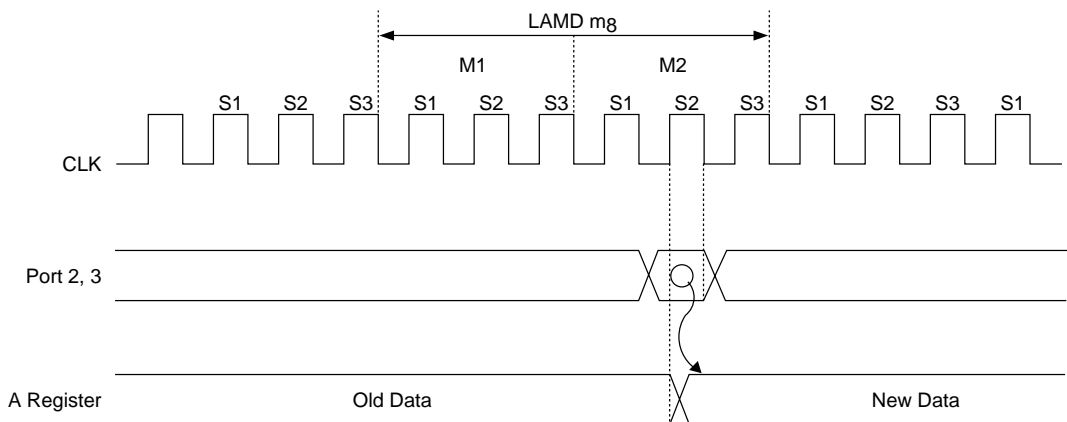 LAMD m8
M1 M2
S1 S2 S3 S1 S2 S3 S1 S2 S3 S1 S2 S3 S1
CLK
Port 2, 3
A Register Old Data New Data